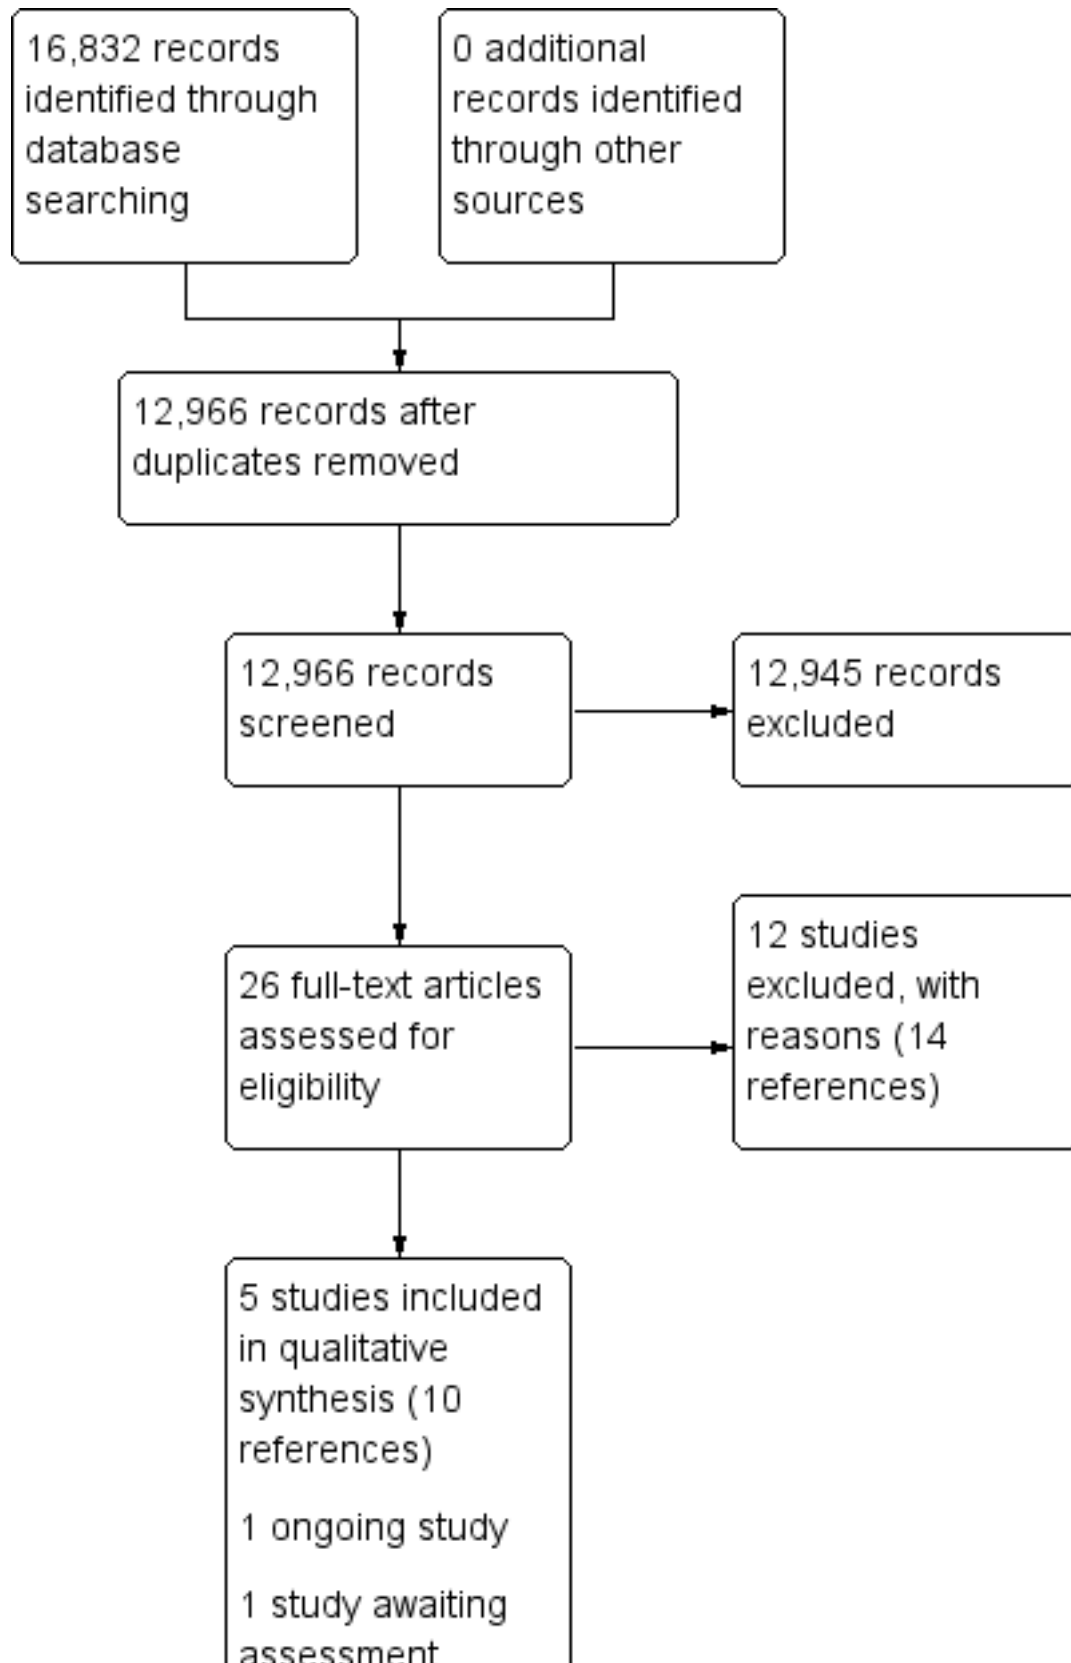 16,832 records
identified through
database
searching
0 additional
records identified
through other
sources
12,966 records after
duplicates removed
12,966 records
screened
12,945 records
excluded
26 full-text articles
assessed for
eligibility
12 studies
excluded, with
reasons (14
references)
5 studies included
in qualitative
synthesis (10
references)
1 ongoing study
1 study awaiting
assessment